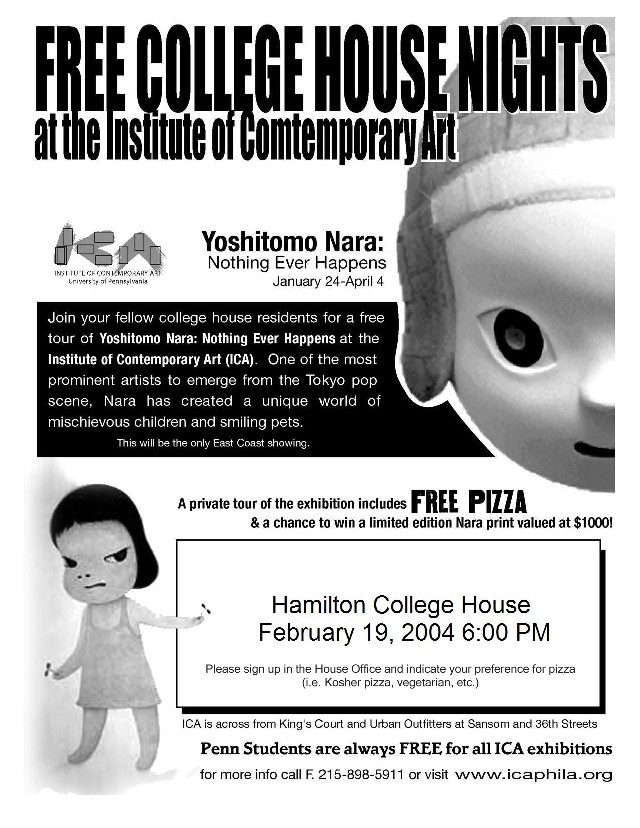 FREE COLLEGE HOUSE NIGHTS
at the Institute of Comtemporary Art
ICA
INSTITUTE OF CONTEMPORARY ART
University of Pennsylvania
Yoshitomo Nara:
Nothing Ever Happens
January 24-April 4
Join your fellow college house residents for a free
tour of Yoshitomo Nara: Nothing Ever Happens at the
Institute of Contemporary Art (ICA). One of the most
prominent artists to emerge from the Tokyo pop
scene, Nara has created a unique world of
mischievous children and smiling pets.
This will be the only East Coast showing.
A private tour of the exhibition includes FREE PIZZA
& a chance to win a limited edition Nara print valued at $1000!
Hamilton College House
February 19, 2004 6:00 PM
Please sign up in the House Office and indicate your preference for pizza
(i.e. Kosher pizza, vegetarian, etc.)
ICA is across from King's Court and Urban Outfitters at Sansom and 36th Streets
Penn Students are always FREE for all ICA exhibitions
for more info call F. 215-898-5911 or visit www.icaphila.org